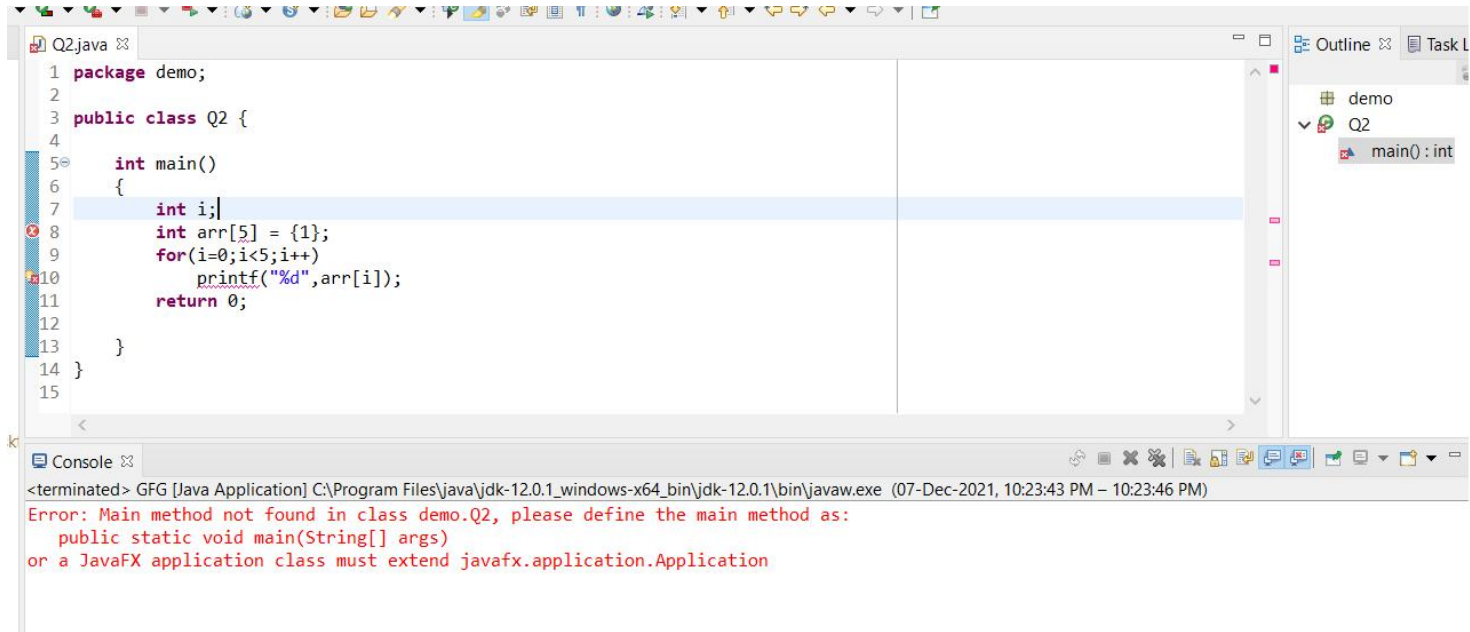 Q2.java
Outline
Task L
1 package demo;
2
3 public class Q2 {
4
5 int main()
6 {
7 int i;
8 int arr[5] = {1};
9 for(i=0;i<5;i++)
10 printf("%d",arr[i]);
11 return 0;
12
13 }
14 }
15
demo
Q2
main() : int
Console
<terminated> GFG [Java Application] C:\Program Files\java\jdk-12.0.1_windows-x64_bin\jdk-12.0.1\bin\javaw.exe (07-Dec-2021, 10:23:43 PM – 10:23:46 PM)
Error: Main method not found in class demo.Q2, please define the main method as:
public static void main(String[] args)
or a JavaFX application class must extend javafx.application.Application